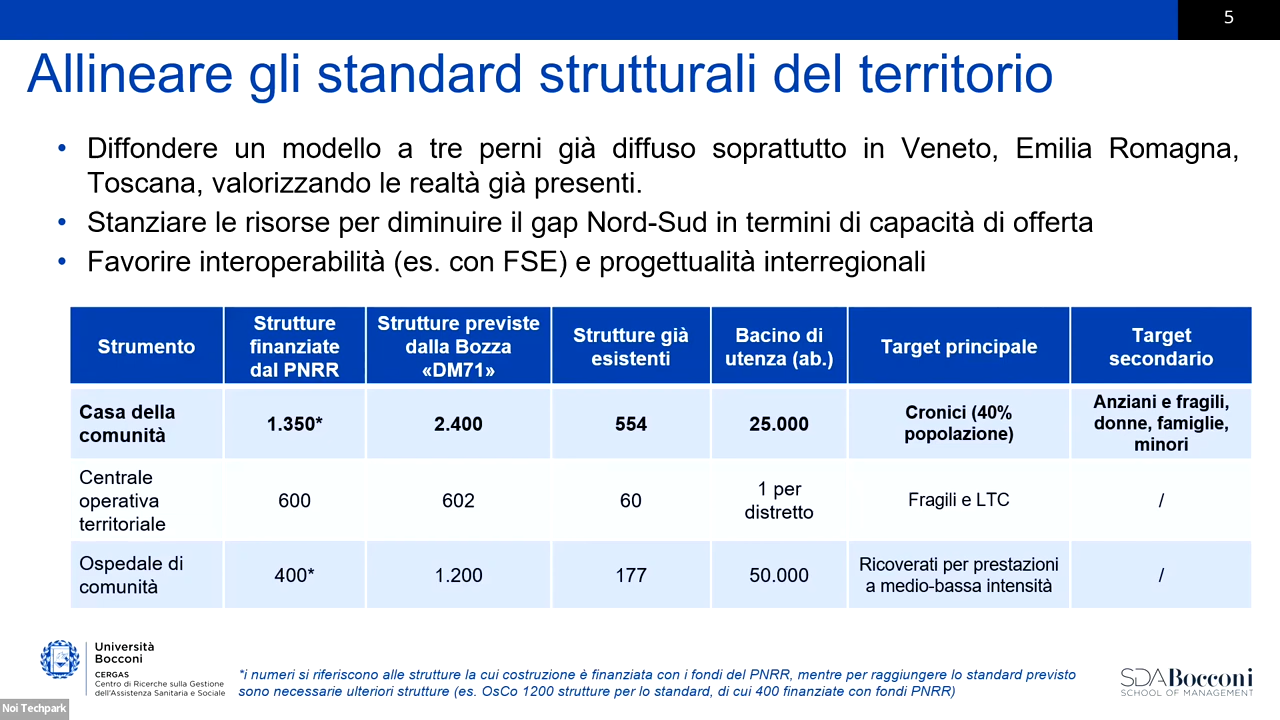 5
Allineare gli standard strutturali del territorio
• Diffondere un modello a tre perni già diffuso soprattutto in Veneto, Emilia Romagna,
Toscana, valorizzando le realtà già presenti.
• Stanziare le risorse per diminuire il gap Nord-Sud in termini di capacità di offerta
• Favorire interoperabilità (es. con FSE) e progettualità interregionali
Strumento
Strutture
finanziate
dal PNRR
Strutture previste
dalla Bozza
«DM71»
Strutture già
esistenti
Bacino di
utenza (ab.)
Target principale
Target
secondario
Casa della
comunità
1.350*
2.400
554
25.000
Cronici (40%
popolazione)
Anziani e fragili,
donne, famiglie,
minori
Centrale
operativa
territoriale
600
602
60
1 per
distretto
Fragili e LTC
/
Ospedale di
comunità
400*
1.200
177
50.000
Ricoverati per prestazioni
a medio-bassa intensità
/
Università
Bocconi
CERGAS
Centro di Ricerche sulla Gestione
dell'Assistenza Sanitaria e Sociale
*i numeri si riferiscono alle strutture la cui costruzione è finanziata con i fondi del PNRR, mentre per raggiungere lo standard previsto
sono necessarie ulteriori strutture (es. OsCo 1200 strutture per lo standard, di cui 400 finanziate con fondi PNRR)
SDA Bocconi
SCHOOL OF MANAGEMENT
Noi Techpark